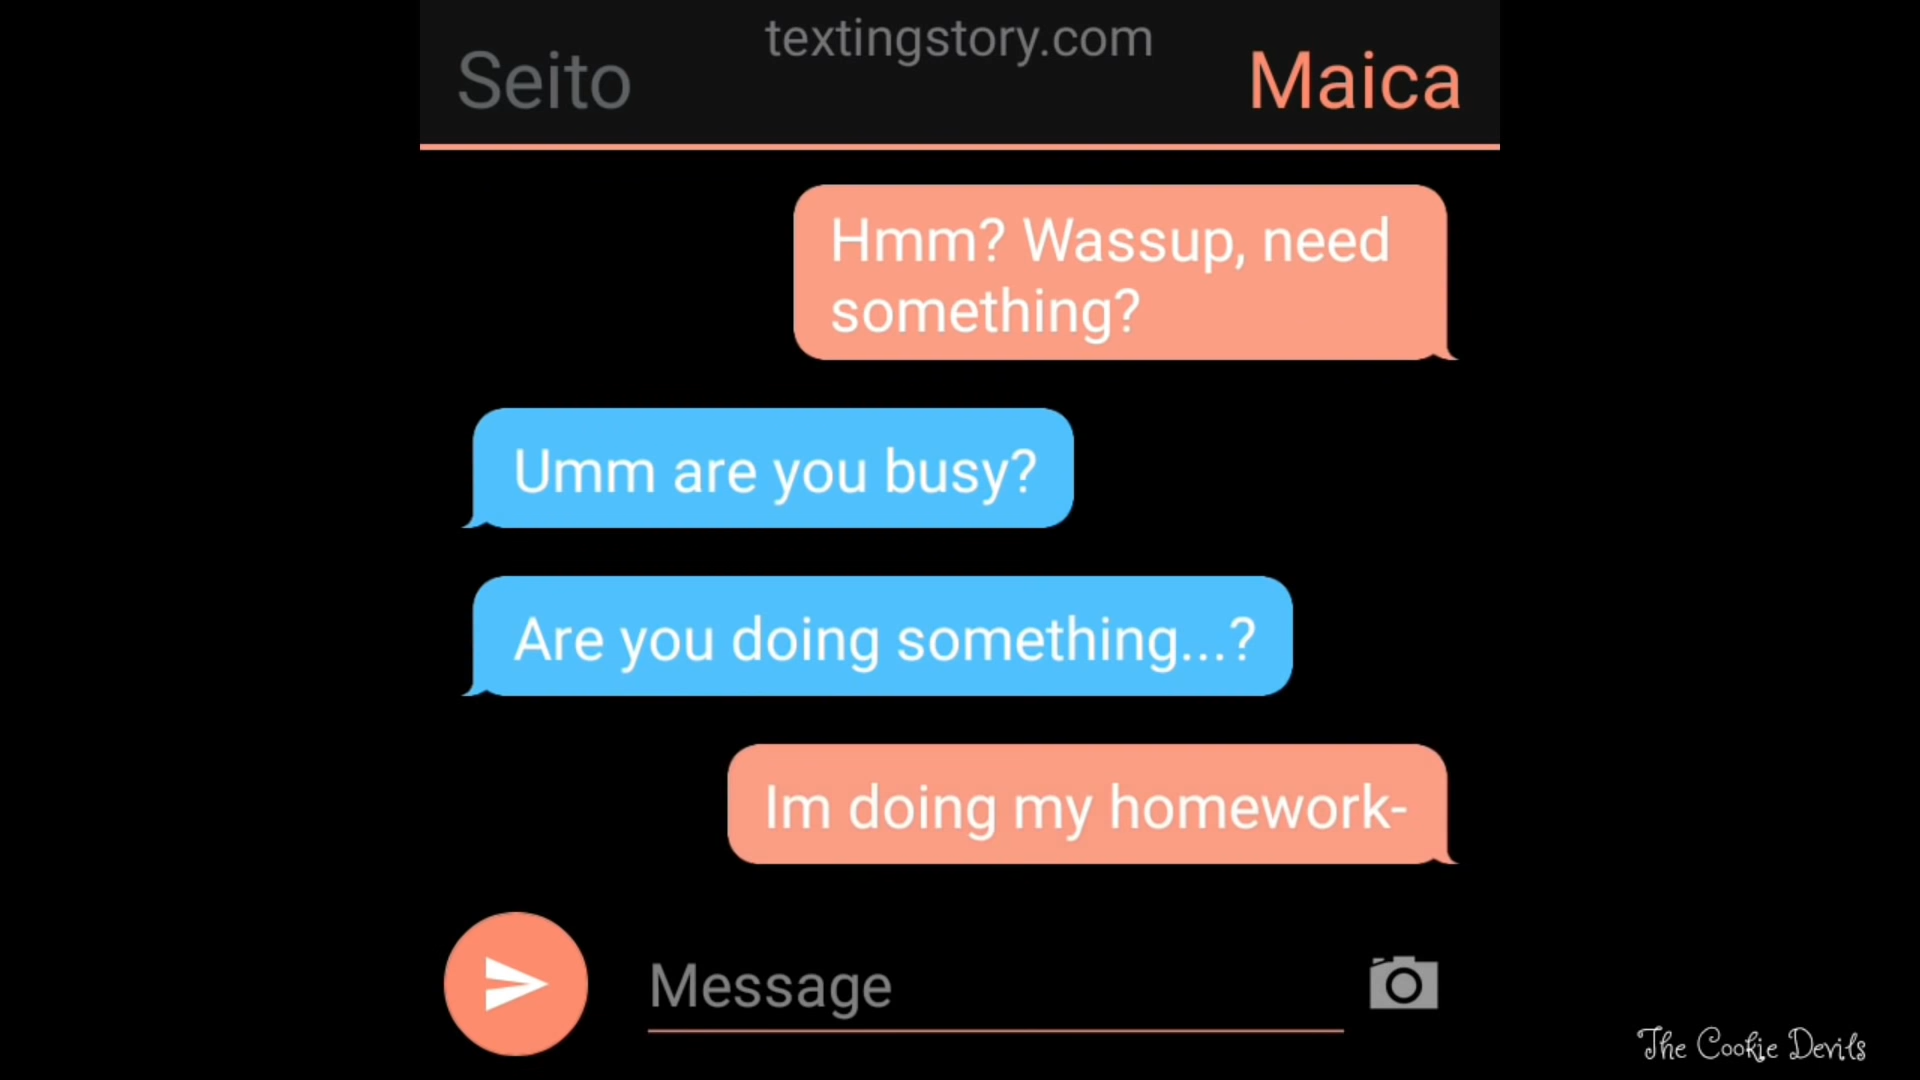 textingstory.com
Seito
Maica
Hmm? Wassup, need
something?
Umm are you busy?
Are you doing something...?
Im doing my homework-
Message
The Cookie Devils